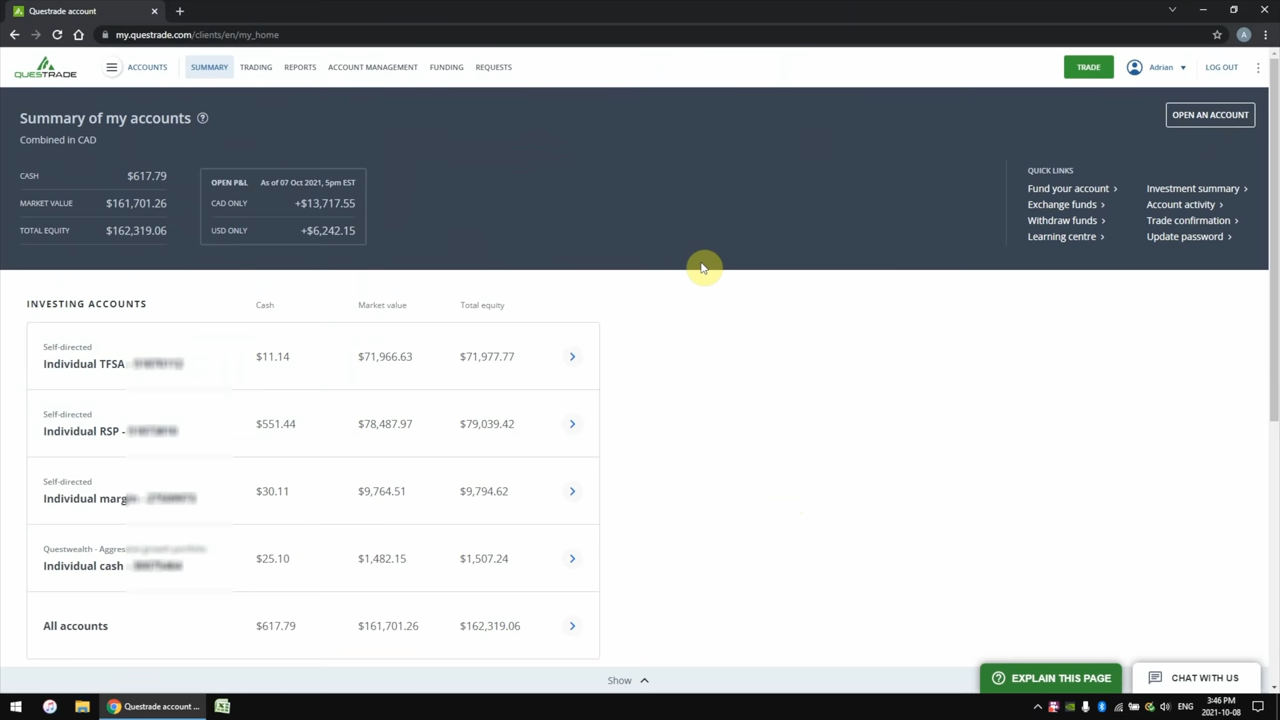 Questrade account
my.questrade.com/clients/en/my_home
A
QUESTRADE
ACCOUNTS
SUMMARY
TRADING
REPORTS
ACCOUNT MANAGEMENT
FUNDING
REQUESTS
TRADE
Adrian
LOG OUT
Summary of my accounts
Combined in CAD
OPEN AN ACCOUNT
CASH $617.79
MARKET VALUE $161,701.26
TOTAL EQUITY $162,319.06
OPEN P&L As of 07 Oct 2021, 5pm EST
CAD ONLY +$13,717.55
USD ONLY +$6,242.15
QUICK LINKS
Fund your account > Investment summary >
Exchange funds > Account activity >
Withdraw funds > Trade confirmation >
Learning centre > Update password >
INVESTING ACCOUNTS Cash Market value Total equity
Self-directed
Individual TFSA - $11.14 $71,966.63 $71,977.77
Self-directed
Individual RSP - $551.44 $78,487.97 $79,039.42
Self-directed
Individual margin - $30.11 $9,764.51 $9,794.62
Questwealth - Aggressive growth portfolio
Individual cash - $25.10 $1,482.15 $1,507.24
All accounts $617.79 $161,701.26 $162,319.06
Show
EXPLAIN THIS PAGE
CHAT WITH US
Questrade account ...
ENG
3:46 PM
2021-10-08